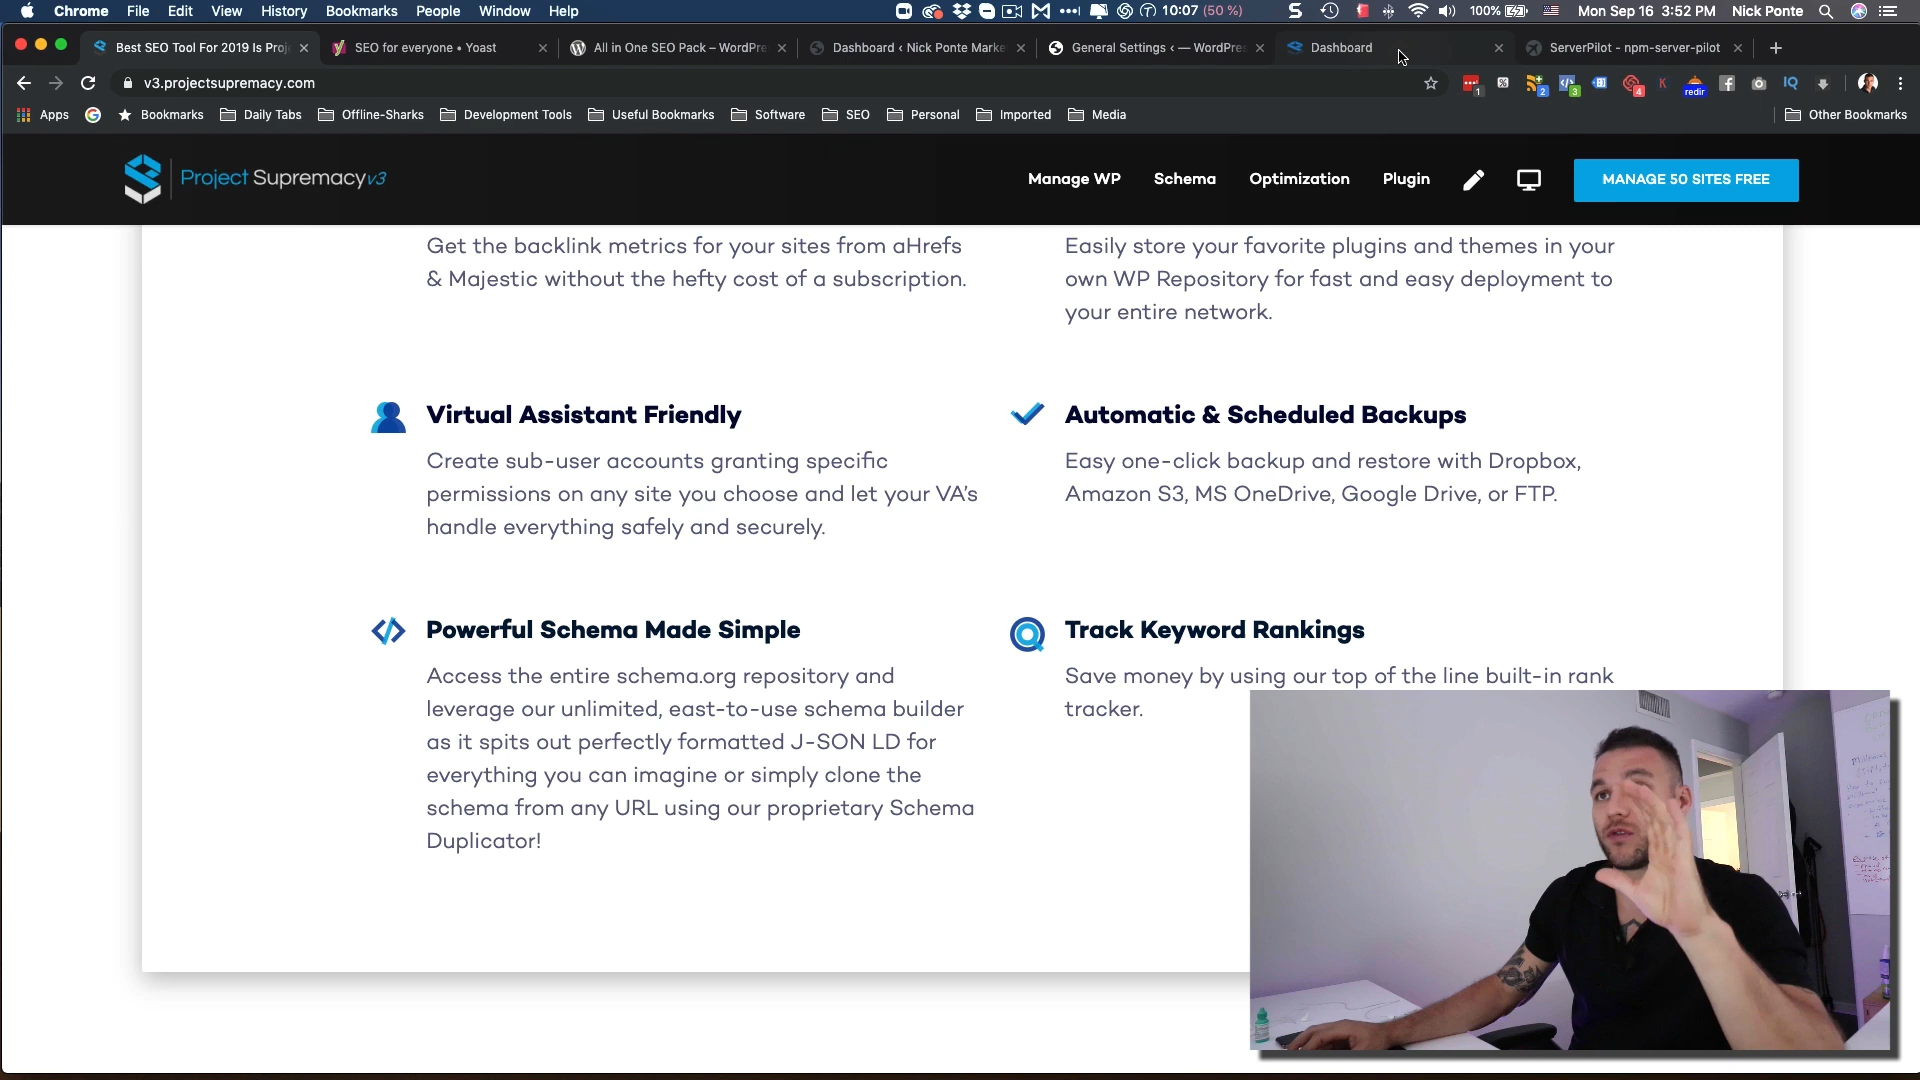 Chrome File Edit View History Bookmarks People Window Help 10:07 (50 %) 100% Mon Sep 16 3:52 PM Nick Ponte
Best SEO Tool For 2019 Is Proj SEO for everyone • Yoast All in One SEO Pack – WordPre Dashboard ‹ Nick Ponte Marke General Settings ‹ — WordPres Dashboard ServerPilot - npm-server-pilot
v3.projectsupremacy.com 1 2 3 4 redir IQ
Apps Bookmarks Daily Tabs Offline-Sharks Development Tools Useful Bookmarks Software SEO Personal Imported Media Other Bookmarks
Project Supremacyv3 Manage WP Schema Optimization Plugin MANAGE 50 SITES FREE
Get the backlink metrics for your sites from aHrefs
& Majestic without the hefty cost of a subscription.
Easily store your favorite plugins and themes in your
own WP Repository for fast and easy deployment to
your entire network.
Virtual Assistant Friendly
Create sub-user accounts granting specific
permissions on any site you choose and let your VA's
handle everything safely and securely.
Automatic & Scheduled Backups
Easy one-click backup and restore with Dropbox,
Amazon S3, MS OneDrive, Google Drive, or FTP.
Powerful Schema Made Simple
Access the entire schema.org repository and
leverage our unlimited, east-to-use schema builder
as it spits out perfectly formatted J-SON LD for
everything you can imagine or simply clone the
schema from any URL using our proprietary Schema
Duplicator!
Track Keyword Rankings
Save money by using our top of the line built-in rank
tracker.